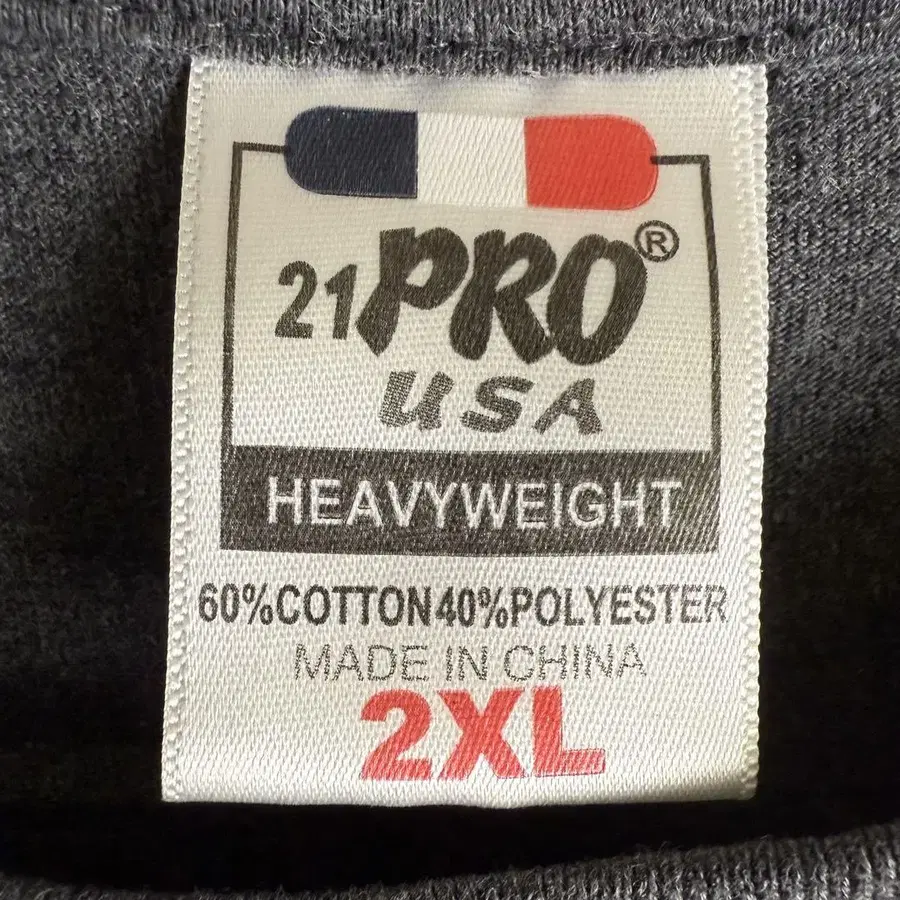 21PRO®
USA
HEAVYWEIGHT
60%COTTON40%POLYESTER
MADE IN CHINA
2XL